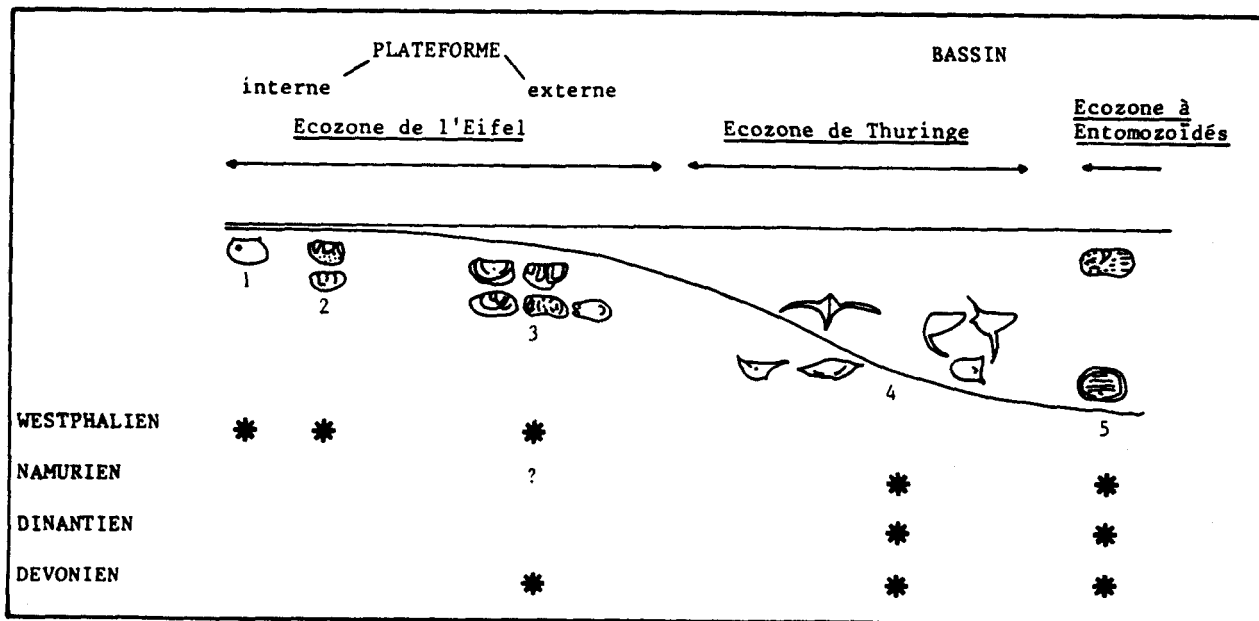 PLATEFORME
BASSIN
interne
externe
Ecozone de l'Eifel
Ecozone de Thuringe
Ecozone à
Entomozoïdés
1
2
3
4
5
WESTPHALIEN * * *
NAMURIEN ? * *
DINANTIEN * *
DEVONIEN * * *